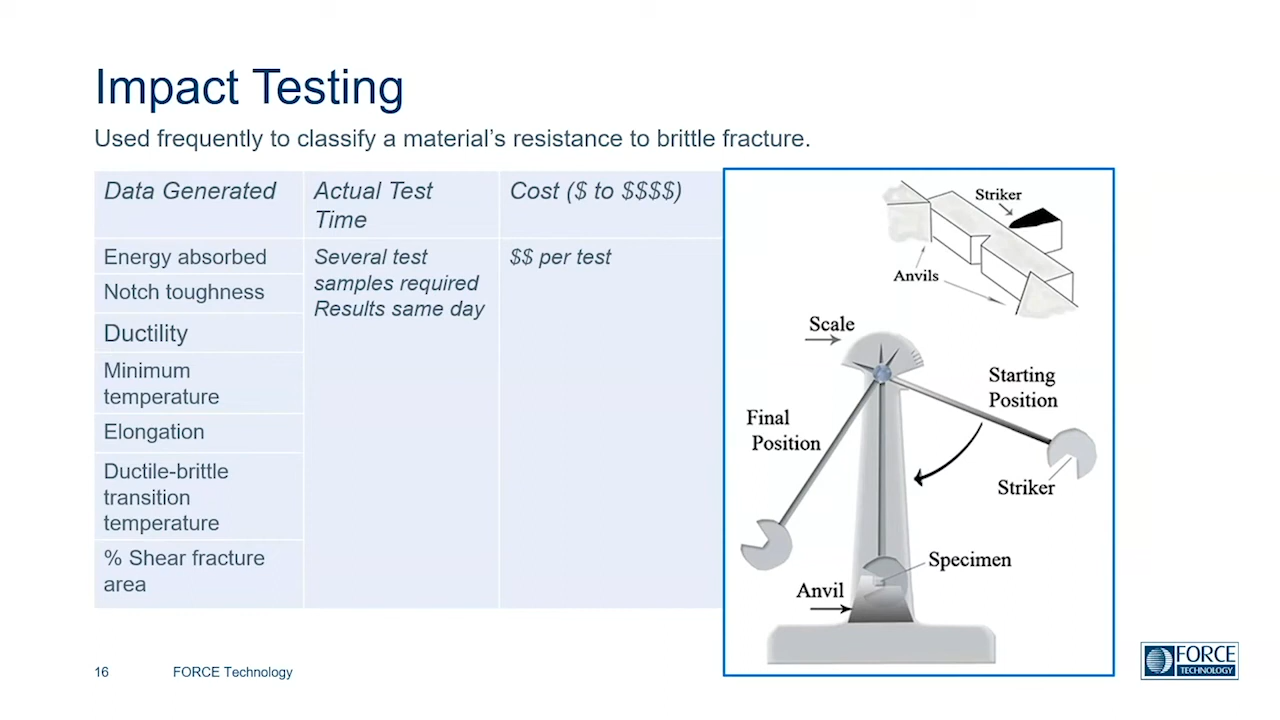 Impact Testing
Used frequently to classify a material’s resistance to brittle fracture.
Data Generated
Actual Test
Time
Cost ($ to $$$$)
Energy absorbed
Notch toughness
Ductility
Minimum
temperature
Elongation
Ductile-brittle
transition
temperature
% Shear fracture
area
Several test
samples required
Results same day
$$ per test
Striker
Anvils
Scale
Starting
Position
Final
Position
Striker
Specimen
Anvil
16
FORCE Technology
FORCE
TECHNOLOGY